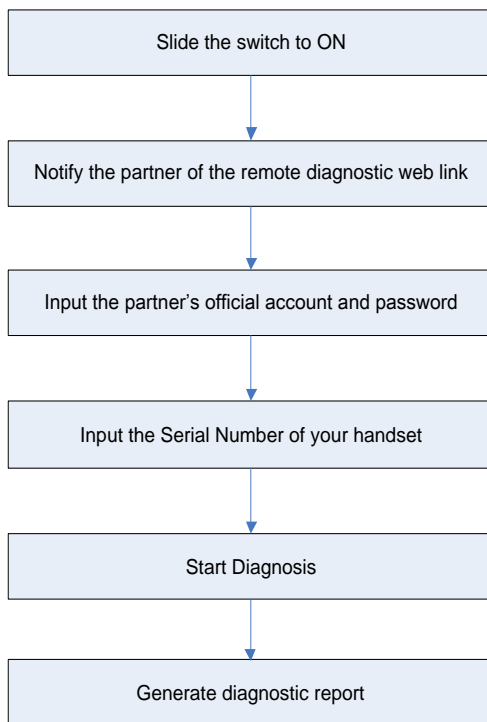 Slide the switch to ON
Notify the partner of the remote diagnostic web link
Input the partner's official account and password
Input the Serial Number of your handset
Start Diagnosis
Generate diagnostic report